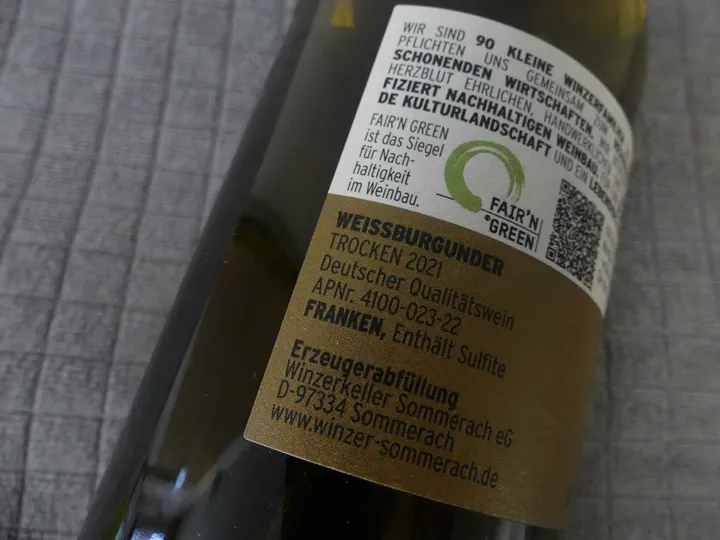 WIR SIND 90 KLEINE
PFLICHTEN UNS GEMEINSAM ZUM
SCHONENDEN WIRTSCHAFTEN.
HERZBLUT EHRLICHEN,
FIZIERT NACHHALTIGEN WEINBAU.
DE KULTURLANDSCHAFT UND EIN
FAIR'N GREEN
ist das Siegel
für Nach-
haltigkeit
im Weinbau.
FAIR'N
GREEN
WEISSBURGUNDER
TROCKEN 2021
Deutscher Qualitätswein
APNr. 4100-023-22
FRANKEN, Enthält Sulfite
Erzeugerabfüllung
Winzerkeller Sommerach eG
D-97334 Sommerach
www.winzer-sommerach.de